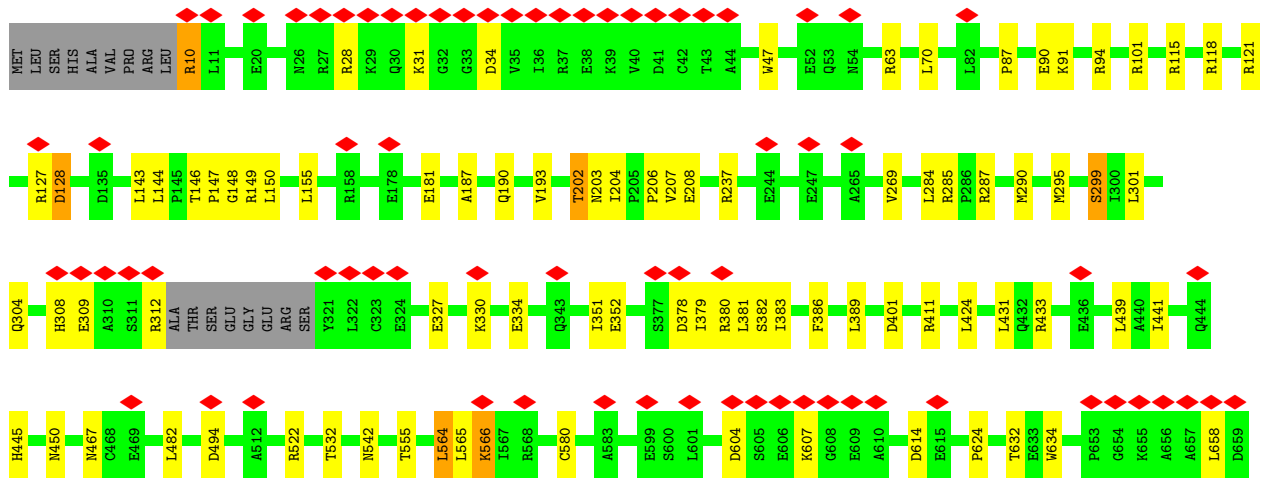 MET LEU SER HIS ALA VAL PRO ARG LEU R10 L11 E20 N26 R27 R28 K29 Q30 K31 G32 G33 D34 V35 I36 R37 E38 K39 V40 D41 C42 T43 A44 W47 E52 Q53 N54 R63 L70 L82 P87 E90 K91 R94 R101 R115 R118 R121
R127 D128 D135 L143 L144 P145 T146 P147 G148 R149 L150 L155 R158 E178 E181 A187 Q190 V193 T202 N203 I204 P205 P206 V207 E208 R237 E244 E247 A265 V269 L284 R285 P286 R287 M290 M295 S299 I300 L301
Q304 H308 E309 A310 S311 R312 ALA THR SER GLU GLY GLU ARG SER Y321 L322 C323 E324 E327 K330 E334 Q343 I351 E352 S377 D378 I379 R380 L381 S382 I383 F386 L389 D401 R411 L424 L431 Q432 R433 E436 L439 A440 I441 Q444
H445 N450 N467 C468 E469 L482 D494 A512 R522 T532 N542 T555 L564 L565 K566 I567 R568 C580 A583 E599 S600 L601 D604 S605 E606 K607 G608 E609 A610 D614 E615 P624 T632 E633 W634 P653 G654 K655 A656 A657 L658 D659